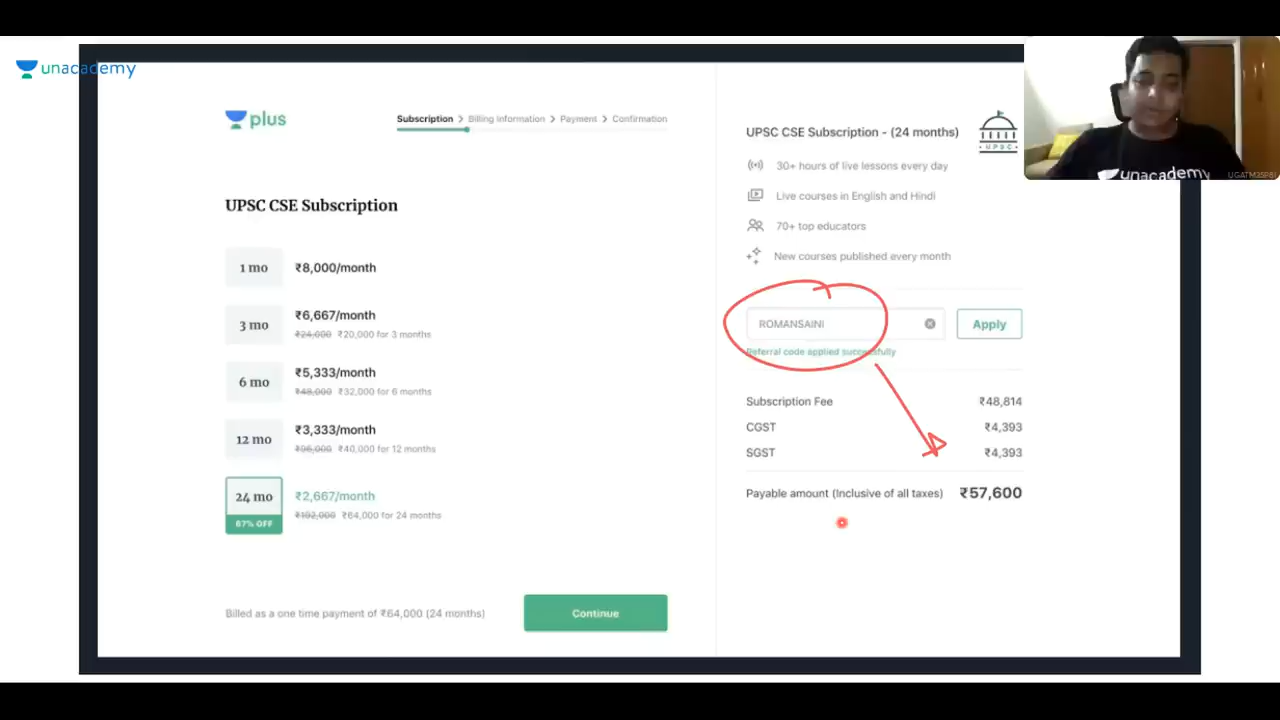 unacademy
plus
Subscription > Billing Information > Payment > Confirmation
UPSC CSE Subscription
1 mo ₹8,000/month
3 mo ₹6,667/month
₹24,000 ₹20,000 for 3 months
6 mo ₹5,333/month
₹48,000 ₹32,000 for 6 months
12 mo ₹3,333/month
₹96,000 ₹40,000 for 12 months
24 mo ₹2,667/month
67% OFF ₹192,000 ₹64,000 for 24 months
Billed as a one time payment of ₹64,000 (24 months)
Continue
UPSC CSE Subscription - (24 months)
UPSC
30+ hours of live lessons every day
Live courses in English and Hindi
70+ top educators
New courses published every month
ROMANSAINI
Apply
Referral code applied successfully
Subscription Fee ₹48,814
CGST ₹4,393
SGST ₹4,393
Payable amount (Inclusive of all taxes) ₹57,600
unacademy